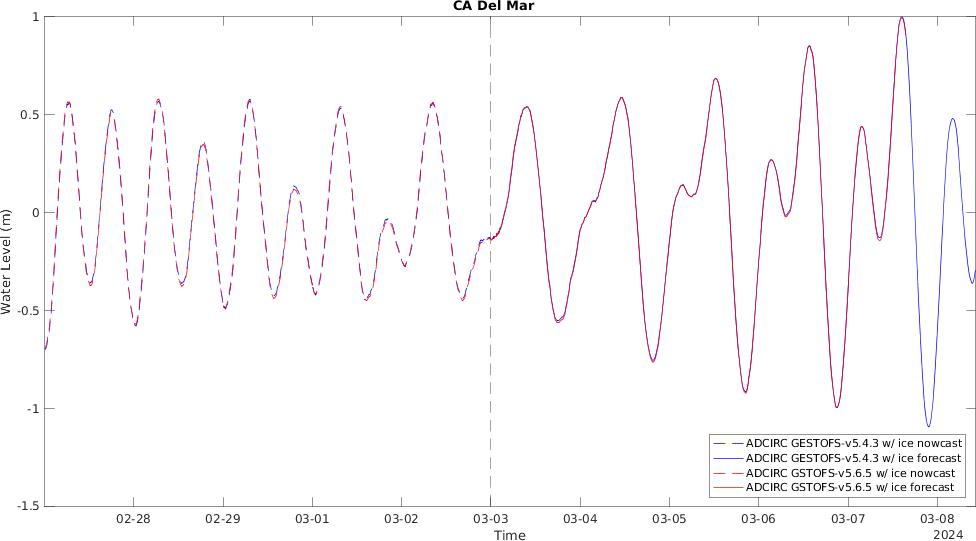 CA Del Mar
1
0.5
0
-0.5
-1
-1.5
Water Level (m)
02-28
02-29
03-01
03-02
03-03
03-04
03-05
03-06
03-07
03-08
Time
2024
ADCIRC GESTOFS-v5.4.3 w/ ice nowcast
ADCIRC GESTOFS-v5.4.3 w/ ice forecast
ADCIRC GSTOFS-v5.6.5 w/ ice nowcast
ADCIRC GSTOFS-v5.6.5 w/ ice forecast